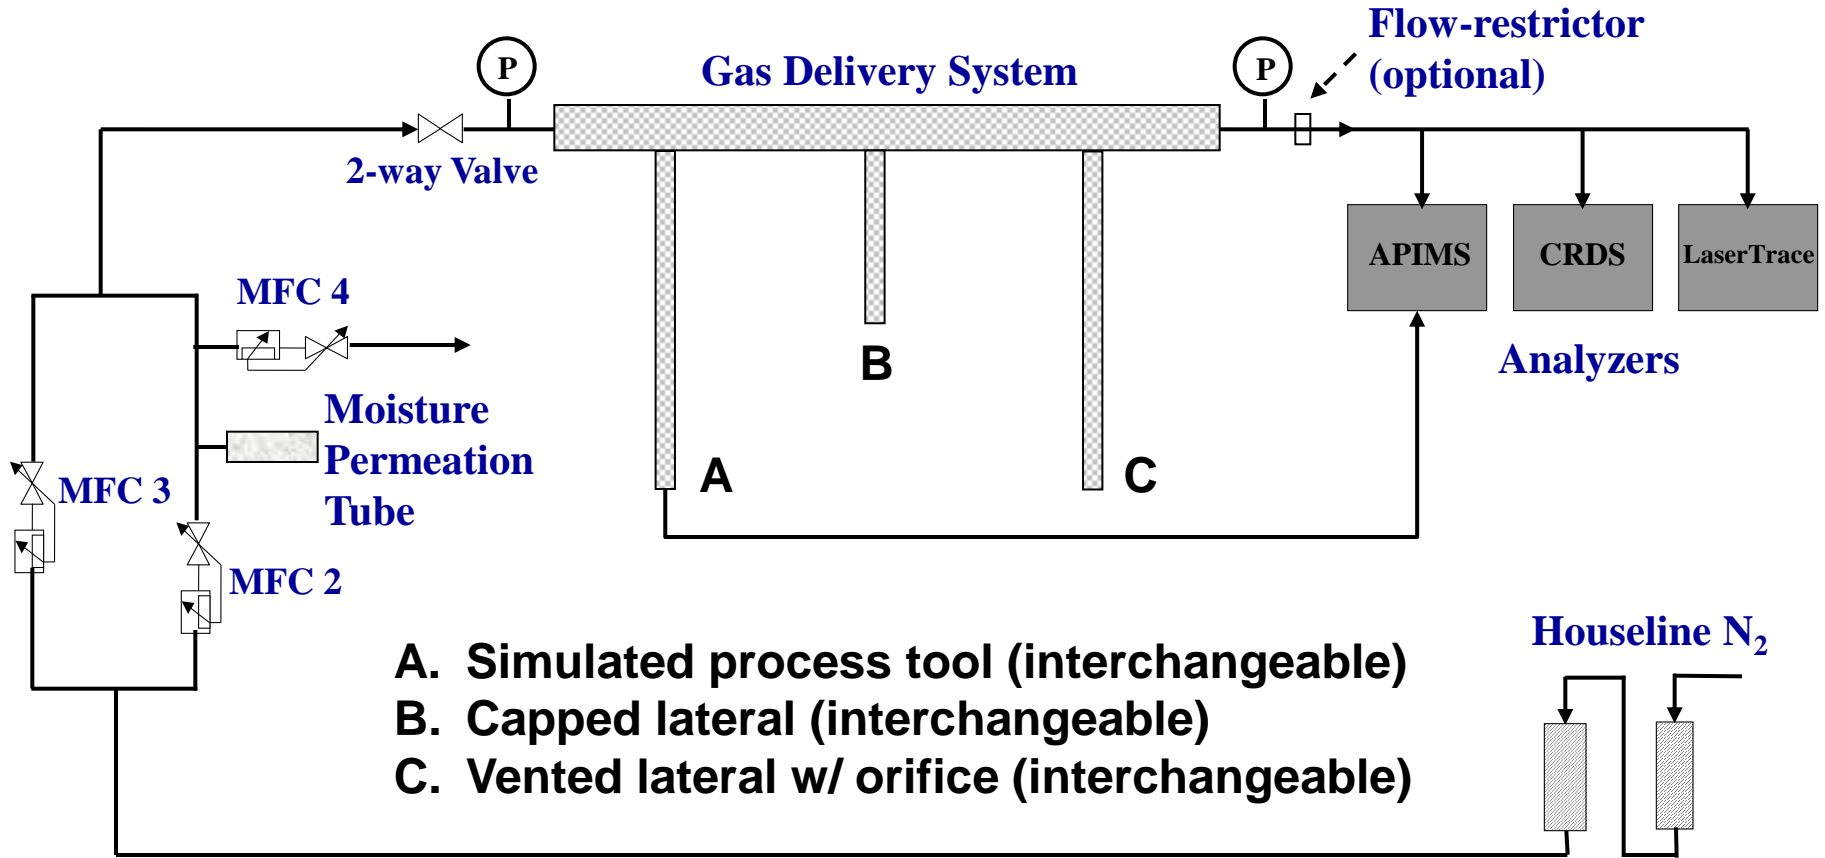 Flow-restrictor
(optional)
P
Gas Delivery System
P
2-way Valve
APIMS
CRDS
LaserTrace
MFC 4
B
Analyzers
Moisture
Permeation
Tube
A
C
MFC 3
MFC 2
Houseline N₂
A. Simulated process tool (interchangeable)
B. Capped lateral (interchangeable)
C. Vented lateral w/ orifice (interchangeable)